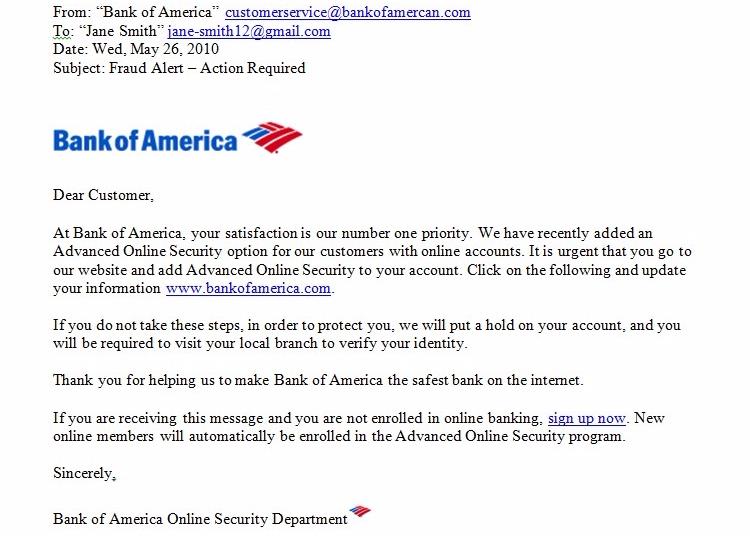 From: “Bank of America” customerservice@bankofamercan.com
To: “Jane Smith” jane-smith12@gmail.com
Date: Wed, May 26, 2010
Subject: Fraud Alert – Action Required
Bank of America
Dear Customer,
At Bank of America, your satisfaction is our number one priority. We have recently added an
Advanced Online Security option for our customers with online accounts. It is urgent that you go to
our website and add Advanced Online Security to your account. Click on the following and update
your information www.bankofamerica.com.
If you do not take these steps, in order to protect you, we will put a hold on your account, and you
will be required to visit your local branch to verify your identity.
Thank you for helping us to make Bank of America the safest bank on the internet.
If you are receiving this message and you are not enrolled in online banking, sign up now. New
online members will automatically be enrolled in the Advanced Online Security program.
Sincerely,
Bank of America Online Security Department